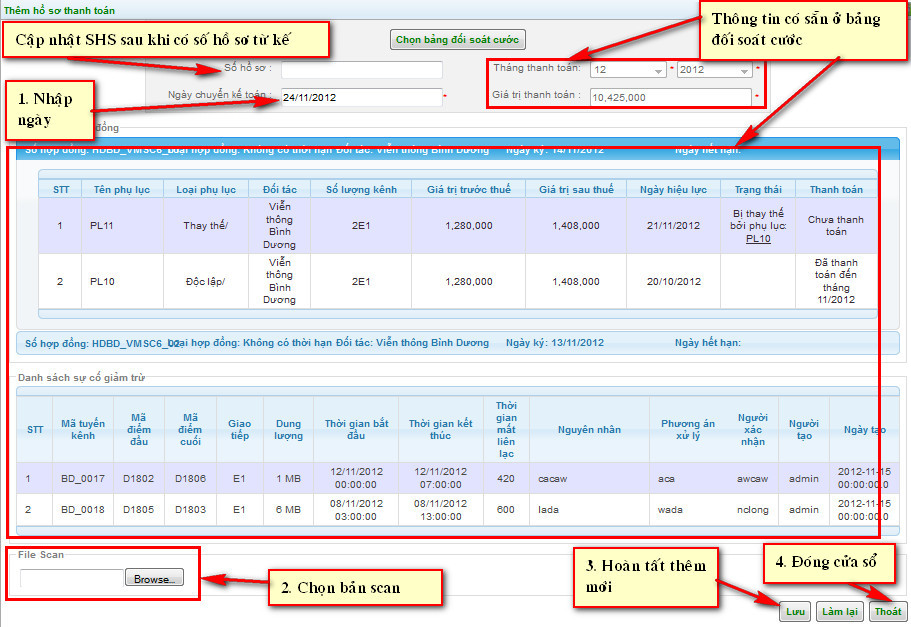 Thêm hồ sơ thanh toán
Cập nhật SHS sau khi có số hồ sơ từ kế
Chọn bảng đối soát cước
Thông tin có sẵn ở bảng
đối soát cước
Số hồ sơ :
Tháng thanh toán:
12
*
2012
*
1. Nhập
ngày
Ngày chuyển kế toán :
24/11/2012
*
Giá trị thanh toán :
10,425,000
*
đồng
Số hợp đồng: HDBD_VMSC6_ Loại hợp đồng: Không có thời hạn Đối tác: Viễn thông Bình Dương Ngày ký: 14/11/2012 Ngày hết hạn:
STT Tên phụ lục Loại phụ lục Đối tác Số lượng kênh Giá trị trước thuế Giá trị sau thuế Ngày hiệu lực Trạng thái Thanh toán
1 PL11 Thay thế/
Viễn
thông
Bình
Dương
2E1 1,280,000 1,408,000 21/11/2012
Bị thay thế
bởi phụ lục:
PL10
Chưa thanh
toán
2 PL10 Độc lập/
Viễn
thông
Bình
Dương
2E1 1,280,000 1,408,000 20/10/2012
Đã thanh
toán đến
tháng
11/2012
Số hợp đồng: HDBD_VMSC6_02 Loại hợp đồng: Không có thời hạn Đối tác: Viễn thông Bình Dương Ngày ký: 13/11/2012 Ngày hết hạn:
Danh sách sự cố giảm trừ
STT
Mã tuyến
kênh
Mã
điểm
đầu
Mã
điểm
cuối
Giao
tiếp
Dung
lượng
Thời gian bắt
đầu
Thời gian kết
thúc
Thời
gian
mất
liên
lạc
Nguyên nhân
Phương án
xử lý
Người
xác
nhận
Người
tạo
Ngày tạo
1 BD_0017 D1802 D1806 E1 1 MB
12/11/2012
00:00:00
12/11/2012
07:00:00
420 cacaw aca awcaw admin
2012-11-15
00:00:00.0
2 BD_0018 D1805 D1803 E1 6 MB
08/11/2012
03:00:00
08/11/2012
13:00:00
600 lada wada nclong admin
2012-11-15
00:00:00.0
File Scan
Browse...
2. Chọn bản scan
3. Hoàn tất thêm
mới
4. Đóng cửa sổ
Lưu Làm lại Thoát